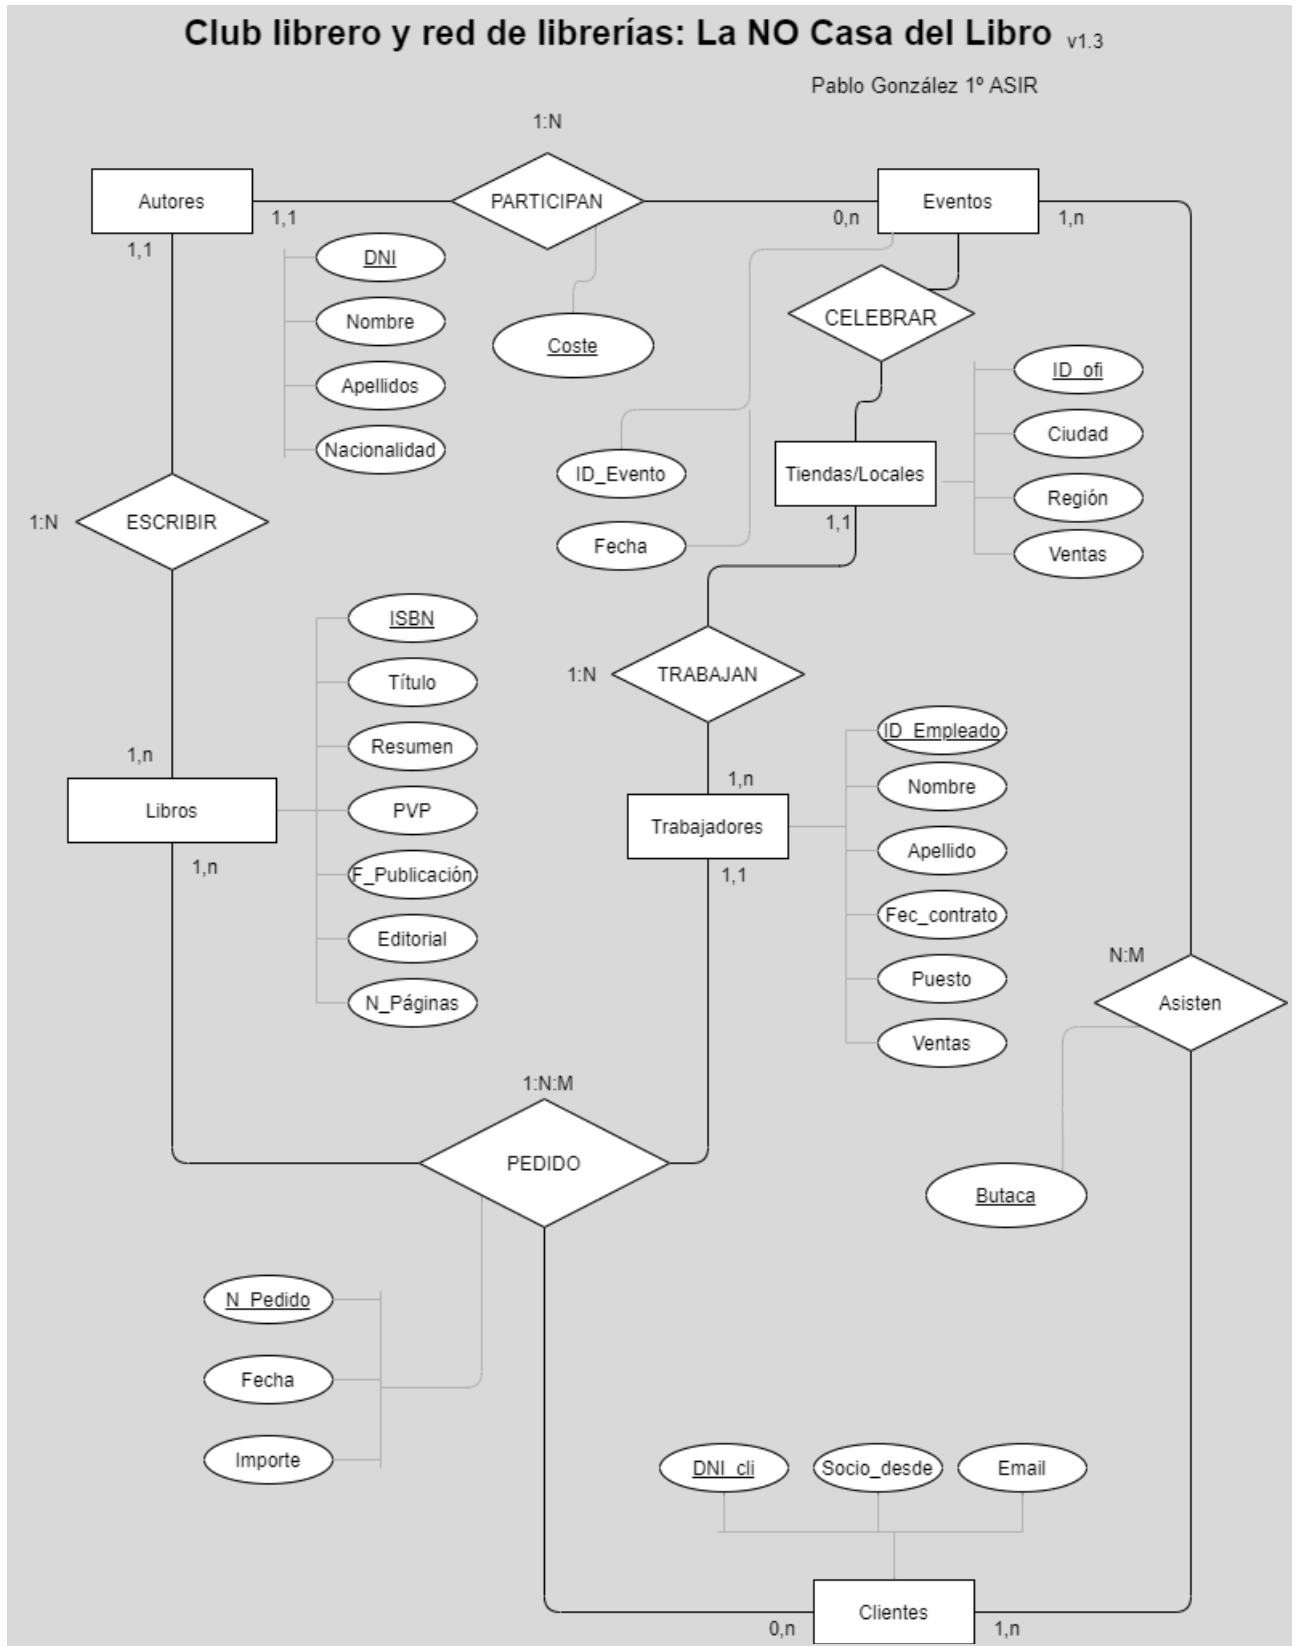 Club librero y red de librerías: La NO Casa del Libro v1.3
Pablo González 1º ASIR
1:N
Autores
PARTICIPAN
Eventos
1,1
0,n
1,n
1,1
DNI
Nombre
CELEBRAR
Coste
Apellidos
ID_ofi
Nacionalidad
Ciudad
ID_Evento
Tiendas/Locales
Región
1:N
ESCRIBIR
1,1
Fecha
Ventas
ISBN
1:N
TRABAJAN
Título
ID_Empleado
Resumen
1,n
1,n
Nombre
Libros
PVP
Trabajadores
Apellido
1,n
F_Publicación
1,1
Fec_contrato
Editorial
N:M
Puesto
N_Páginas
Asisten
Ventas
1:N:M
PEDIDO
Butaca
N_Pedido
Fecha
Importe
DNI_cli
Socio_desde
Email
Clientes
0,n
1,n